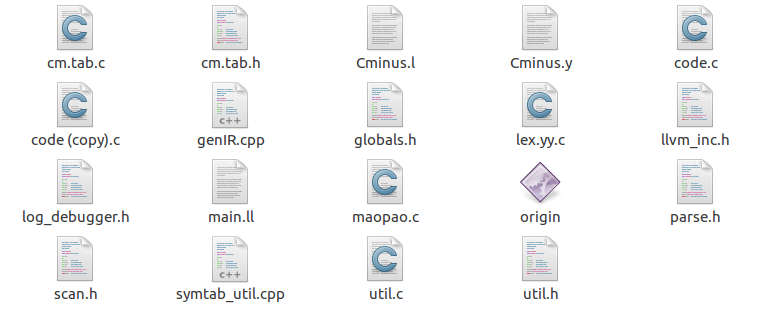 cm.tab.c cm.tab.h Cminus.l Cminus.y code.c
code (copy).c genIR.cpp globals.h lex.yy.c llvm_inc.h
log_debugger.h main.ll maopao.c origin parse.h
scan.h symtab_util.cpp util.c util.h